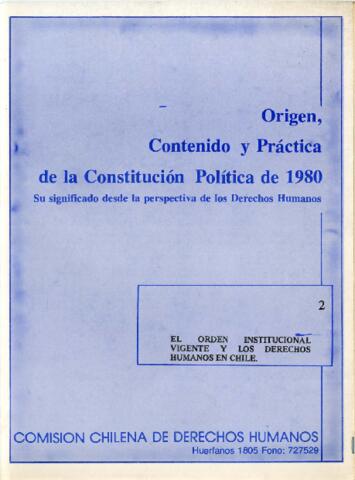 Origen,
Contenido y Práctica
de la Constitución Política de 1980
Su significado desde la perspectiva de los Derechos Humanos
2
EL ORDEN INSTITUCIONAL
VIGENTE Y LOS DERECHOS
HUMANOS EN CHILE.
COMISION CHILENA DE DERECHOS HUMANOS
Huerfanos 1805 Fono: 727529